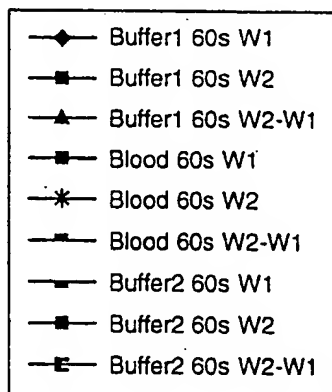 Buffer1 60s W1
Buffer1 60s W2
Buffer1 60s W2-W1
Blood 60s W1
Blood 60s W2
Blood 60s W2-W1
Buffer2 60s W1
Buffer2 60s W2
Buffer2 60s W2-W1